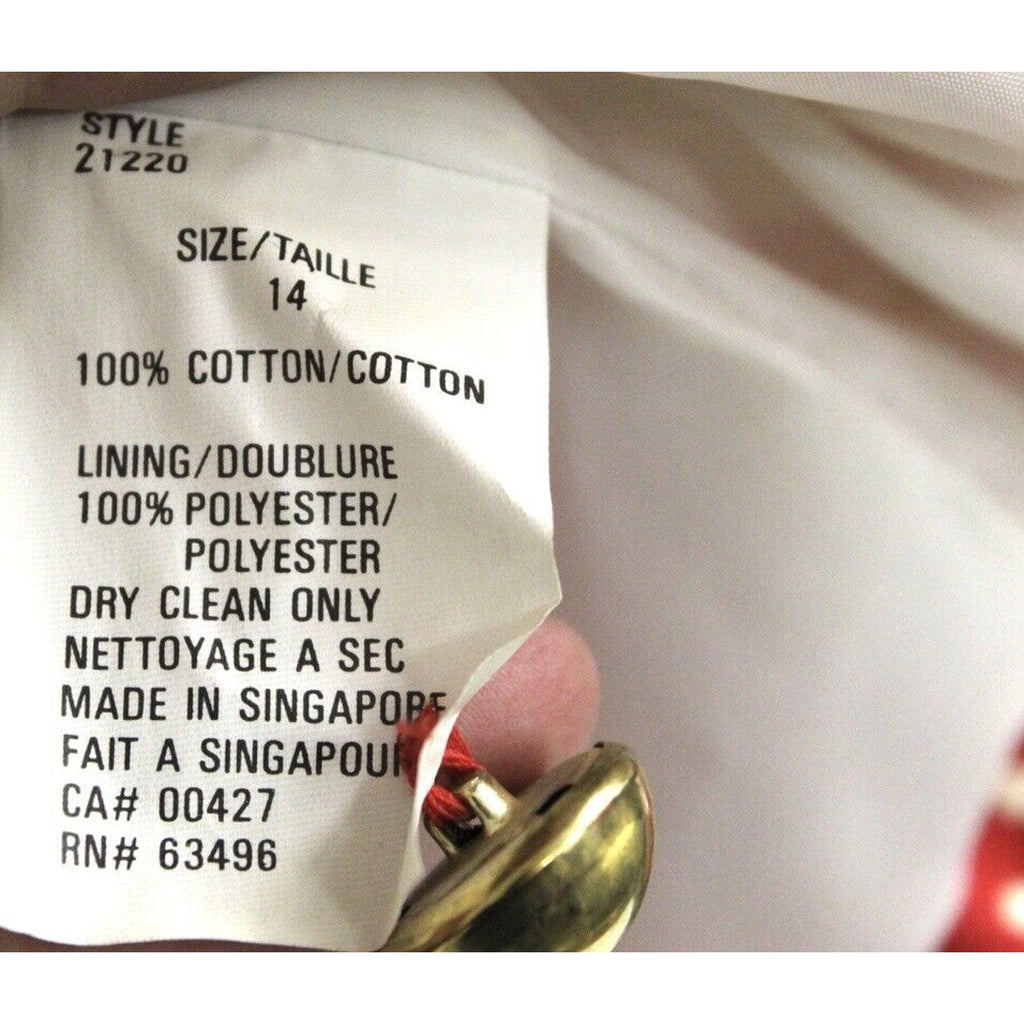 STYLE
21220
SIZE/TAILLE
14
100% COTTON/COTTON
LINING/DOUBLURE
100% POLYESTER/
POLYESTER
DRY CLEAN ONLY
NETTOYAGE A SEC
MADE IN SINGAPORE
FAIT A SINGAPOUR
CA# 00427
RN# 63496